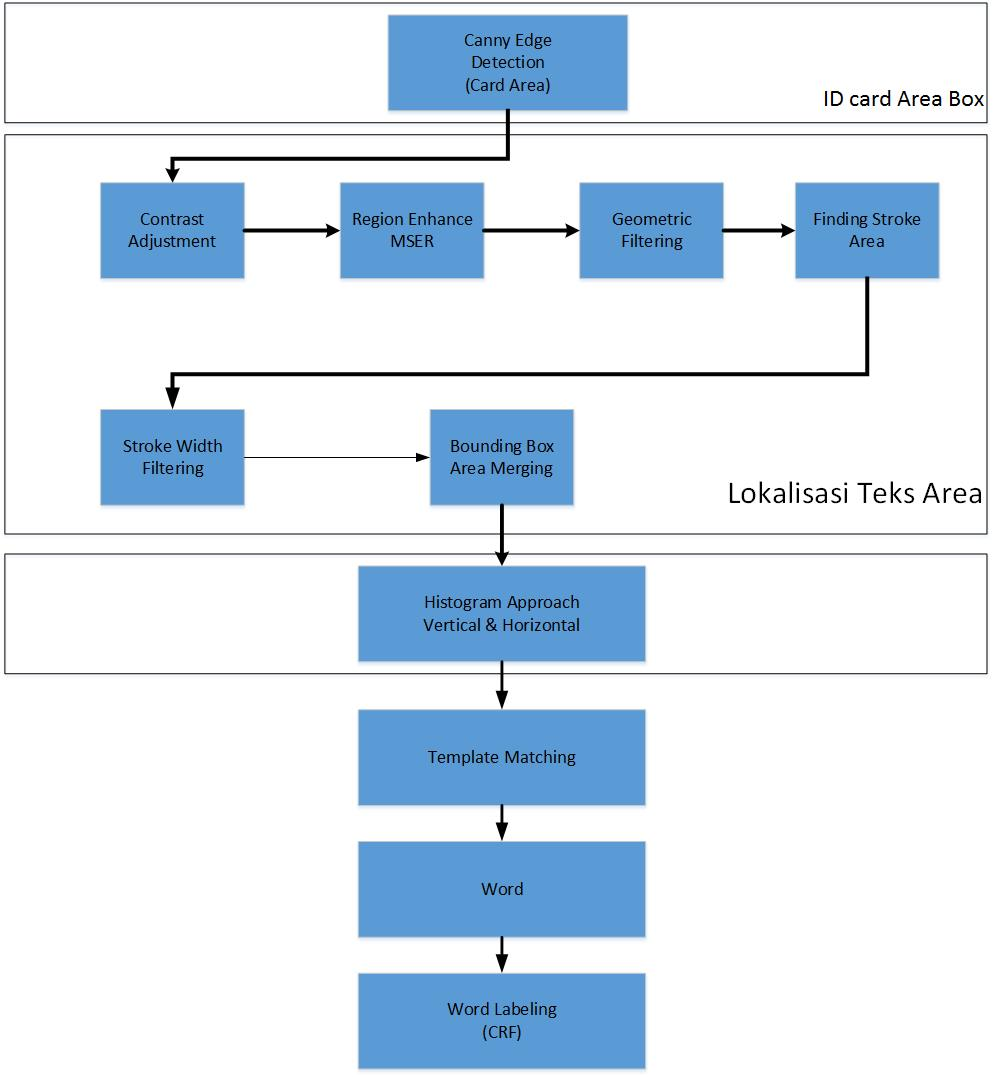 Canny Edge
Detection
(Card Area)
ID card Area Box
Contrast
Adjustment
Region Enhance
MSER
Geometric
Filtering
Finding Stroke
Area
Stroke Width
Filtering
Bounding Box
Area Merging
Lokalisasi Teks Area
Histogram Approach
Vertical & Horizontal
Template Matching
Word
Word Labeling
(CRF)